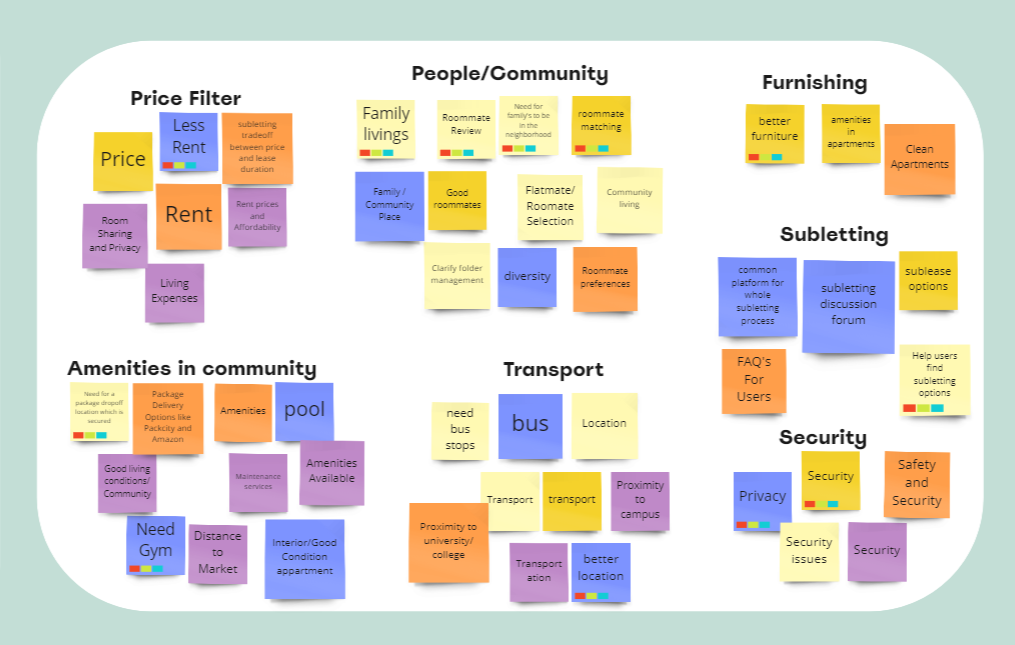 Price Filter
Price
Less
Rent
subletting
tradeoff
between price
and lease
duration
Room
Sharing
and Privacy
Rent
Rent prices
and
Affordability
Living
Expenses
People/Community
Family
livings
Roommate
Review
Need for
family's to be
in the
neighborhood
roommate
matching
Family /
Community
Place
Good
roommates
Flatmate/
Roomate
Selection
Community
living
Clarify folder
management
diversity
Roommate
preferences
Furnishing
better
furniture
amenities
in
apartments
Clean
Apartments
Subletting
common
platform for
whole
subletting
process
subletting
discussion
forum
sublease
options
FAQ's
For
Users
Help users
find
subletting
options
Amenities in community
Need for a
package dropoff
location which is
secured
Package
Delivery
Options like
Packcity and
Amazon
Amenities
pool
Good living
conditions/
Community
Maintenance
services
Amenities
Available
Need
Gym
Distance
to
Market
Interior/Good
Condition
appartment
Transport
need
bus
stops
bus
Location
Transport
transport
Proximity
to
campus
Proximity to
university/
college
Transport
ation
better
location
Security
Privacy
Security
Safety
and
Security
Security
issues
Security